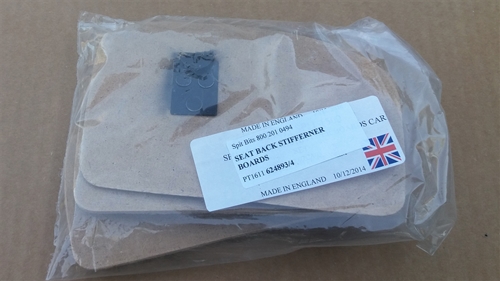 MADE IN ENGLAND
Spit Bits 800 201 0494
SEAT BACK STIFFERNER
BOARDS
PT1611 624893/4
S CAR
MADE IN ENGLAND 10/12/2014